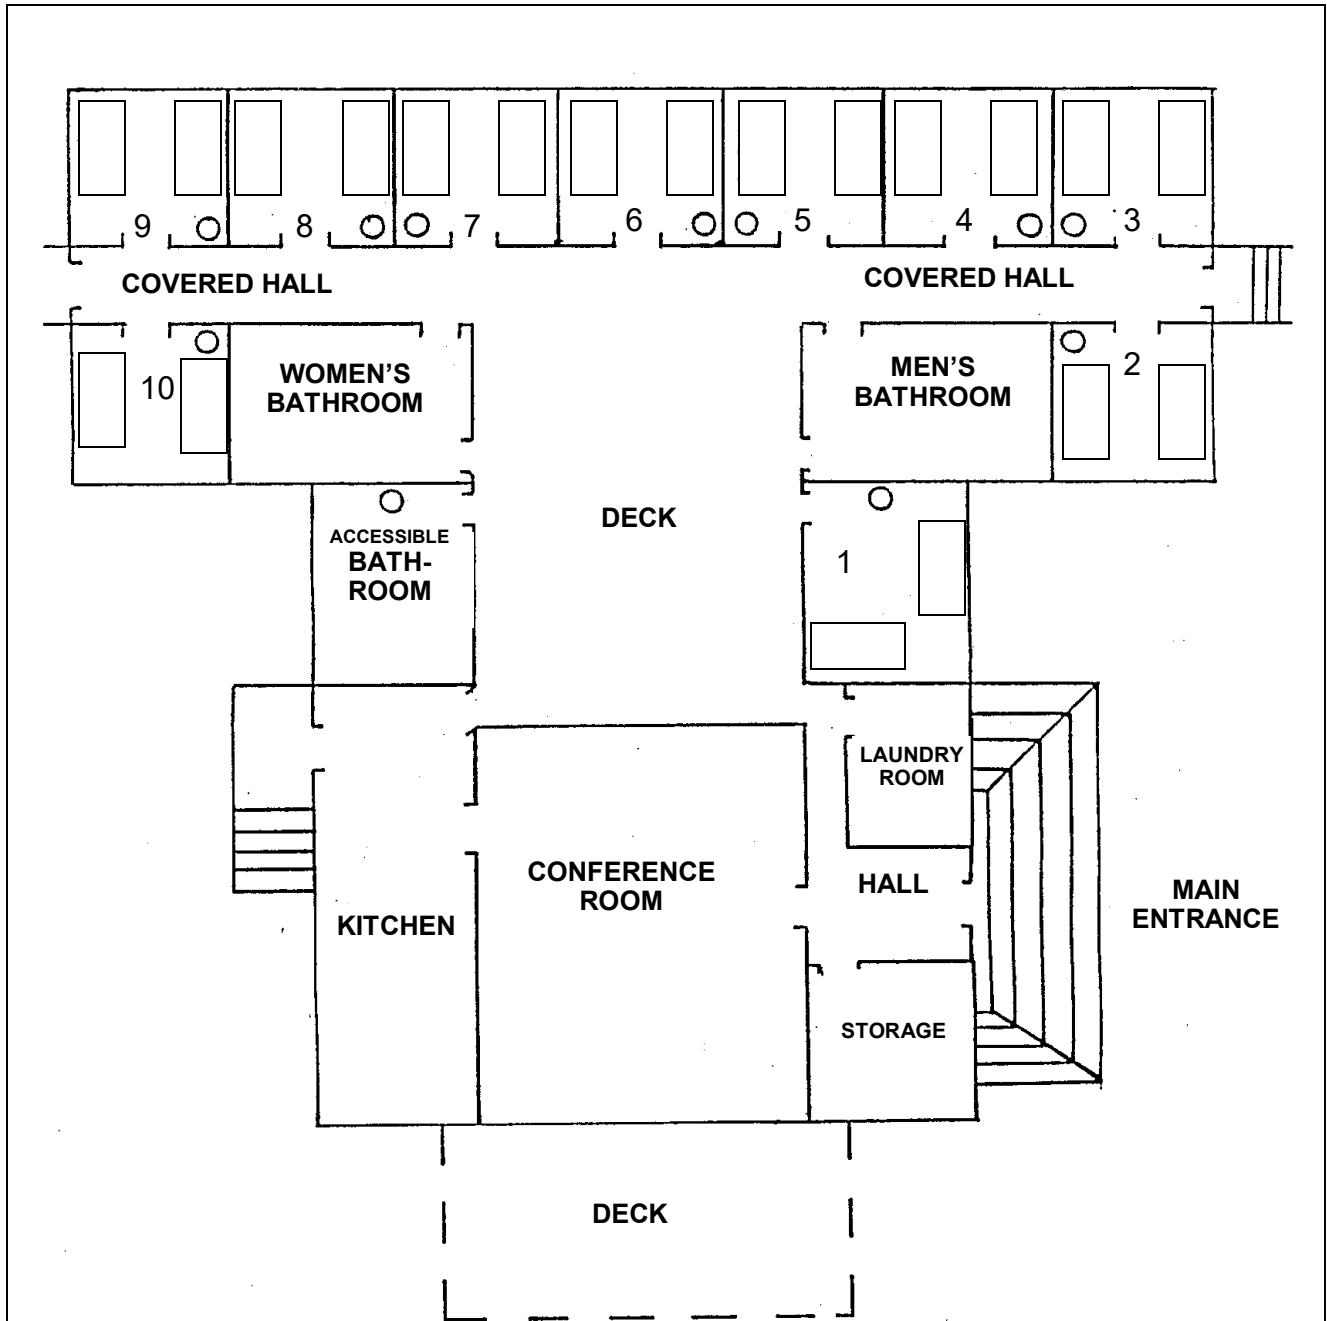 9 8 7 6 5 4 3
COVERED HALL
COVERED HALL
10
WOMEN'S
BATHROOM
MEN'S
BATHROOM
2
ACCESSIBLE
BATH-
ROOM
DECK
1
LAUNDRY
ROOM
CONFERENCE
ROOM
HALL
MAIN
ENTRANCE
KITCHEN
STORAGE
DECK